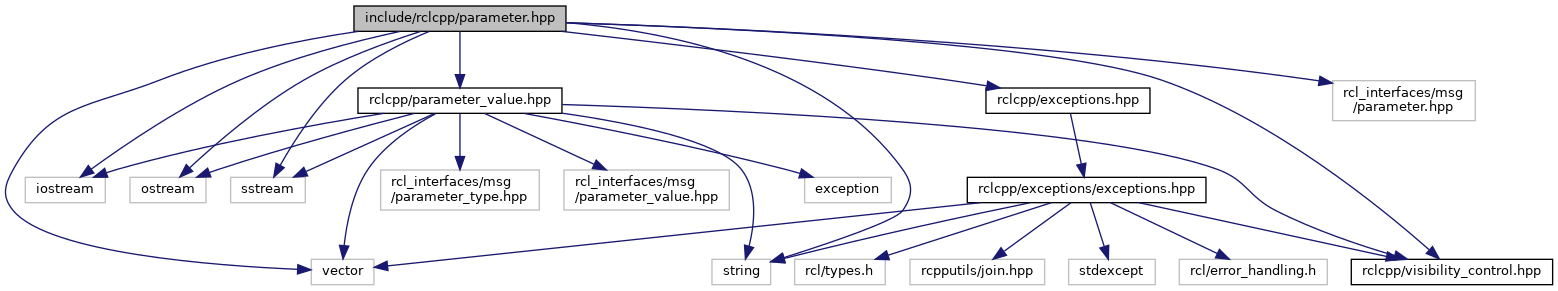 include/rclcpp/parameter.hpp
rclcpp/parameter_value.hpp
rclcpp/exceptions.hpp
rcl_interfaces/msg
/parameter.hpp
iostream
ostream
sstream
rcl_interfaces/msg
/parameter_type.hpp
rcl_interfaces/msg
/parameter_value.hpp
exception
rclcpp/exceptions/exceptions.hpp
vector
string
rcl/types.h
rcpputils/join.hpp
stdexcept
rcl/error_handling.h
rclcpp/visibility_control.hpp